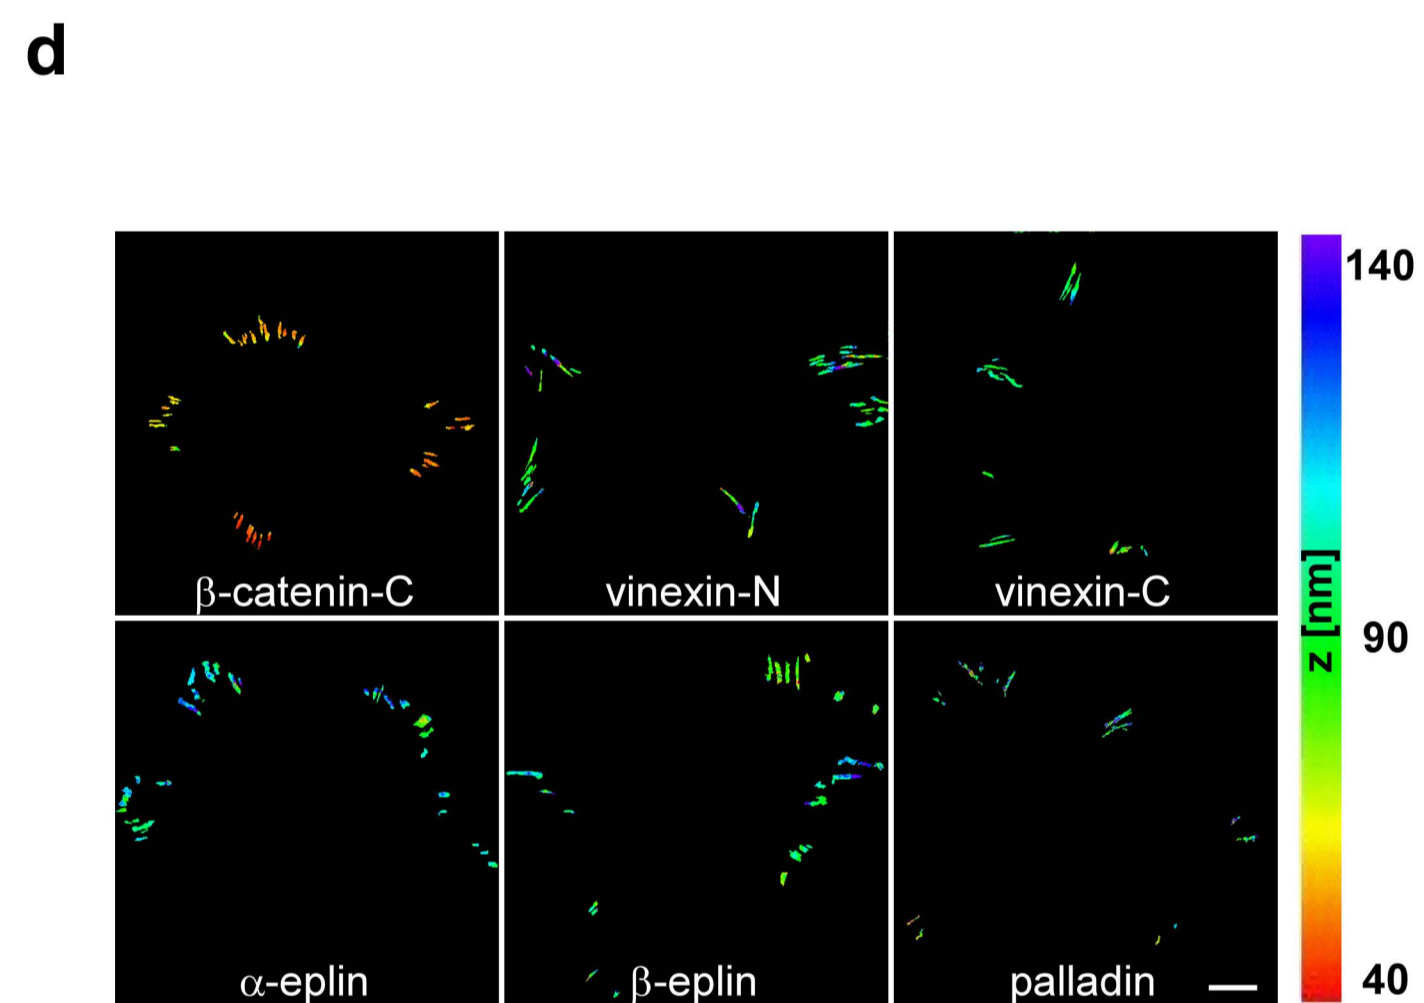 d
β-catenin-C
vinexin-N
vinexin-C
α-eplin
β-eplin
palladin
140
z [nm]
90
40